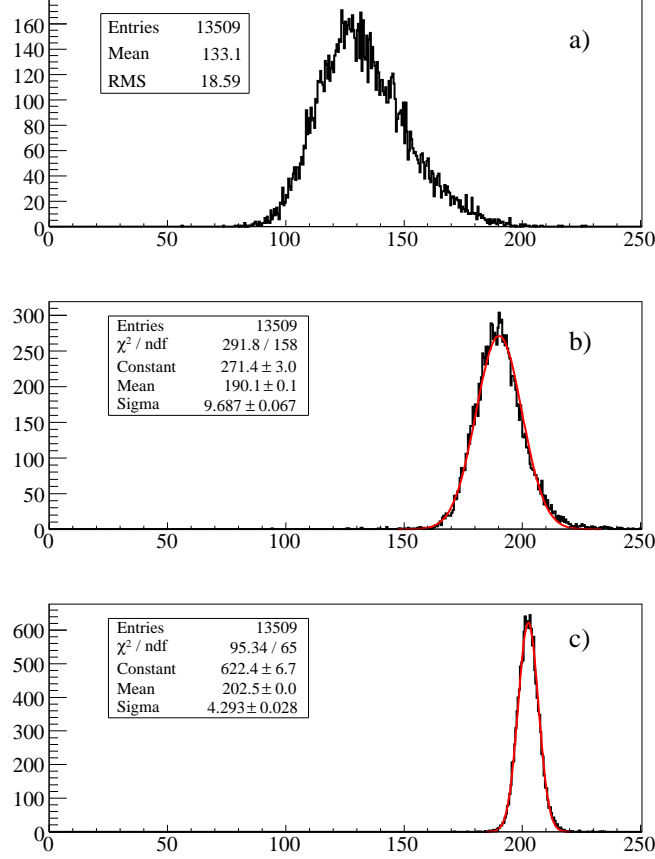 160
140
120
100
80
60
40
20
0
Entries 13509
Mean 133.1
RMS 18.59
a)
0 50 100 150 200 250
300
250
200
150
100
50
0
Entries 13509
χ² / ndf 291.8 / 158
Constant 271.4 ± 3.0
Mean 190.1 ± 0.1
Sigma 9.687 ± 0.067
b)
0 50 100 150 200 250
600
500
400
300
200
100
0
Entries 13509
χ² / ndf 95.34 / 65
Constant 622.4 ± 6.7
Mean 202.5 ± 0.0
Sigma 4.293 ± 0.028
c)
0 50 100 150 200 250